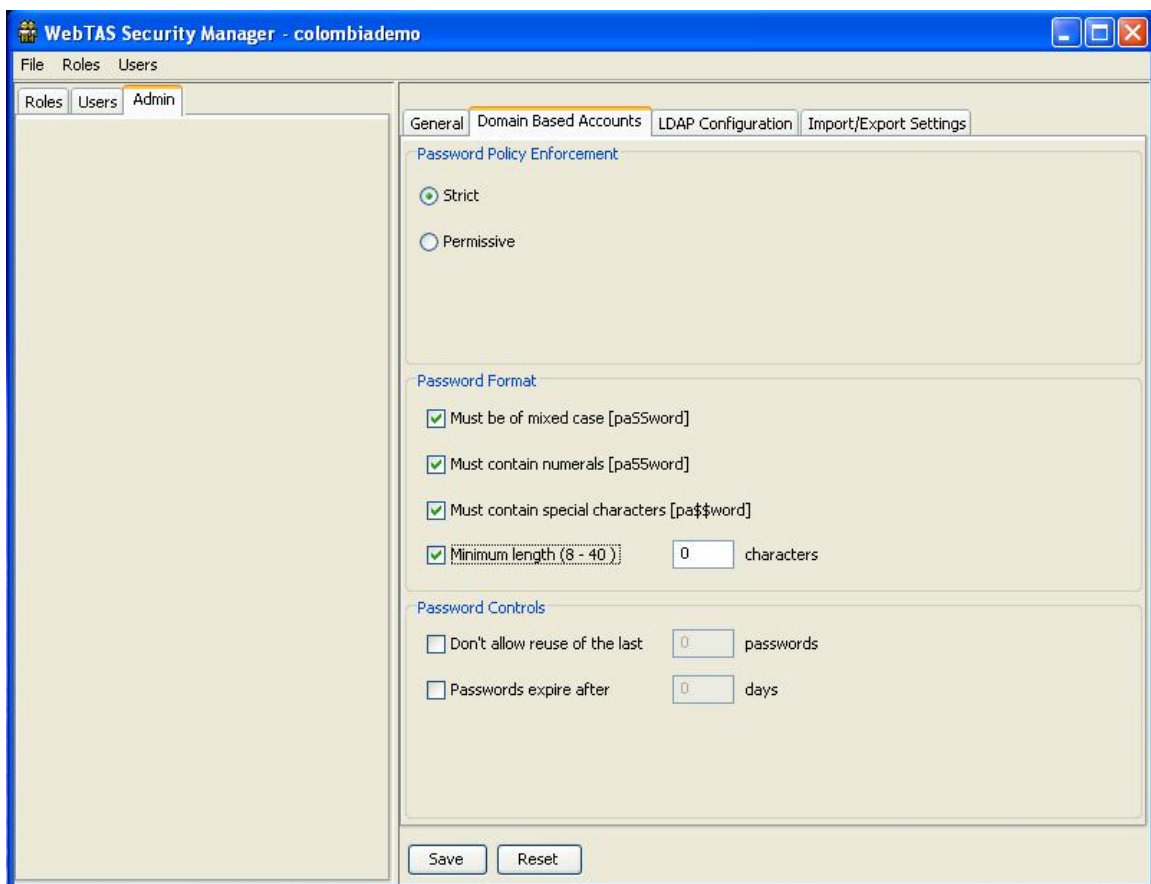 WebTAS Security Manager - colombiademo
File Roles Users
Roles Users Admin
General Domain Based Accounts LDAP Configuration Import/Export Settings
Password Policy Enforcement
Strict
Permissive
Password Format
Must be of mixed case [paSSword]
Must contain numerals [pa55word]
Must contain special characters [pa$$word]
Minimum length (8 - 40 ) 0 characters
Password Controls
Don't allow reuse of the last 0 passwords
Passwords expire after 0 days
Save Reset